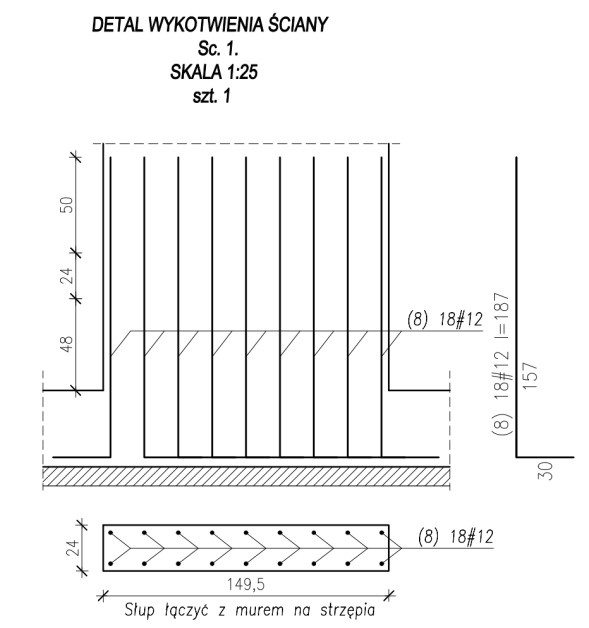 DETAL WYKOTWIENIA ŚCIANY
Sc. 1.
SKALA 1:25
szt. 1
50
24
48
(8) 18#12
(8) 18#12 l=187
157
30
24
(8) 18#12
149,5
Słup łączyć z murem na strzępia